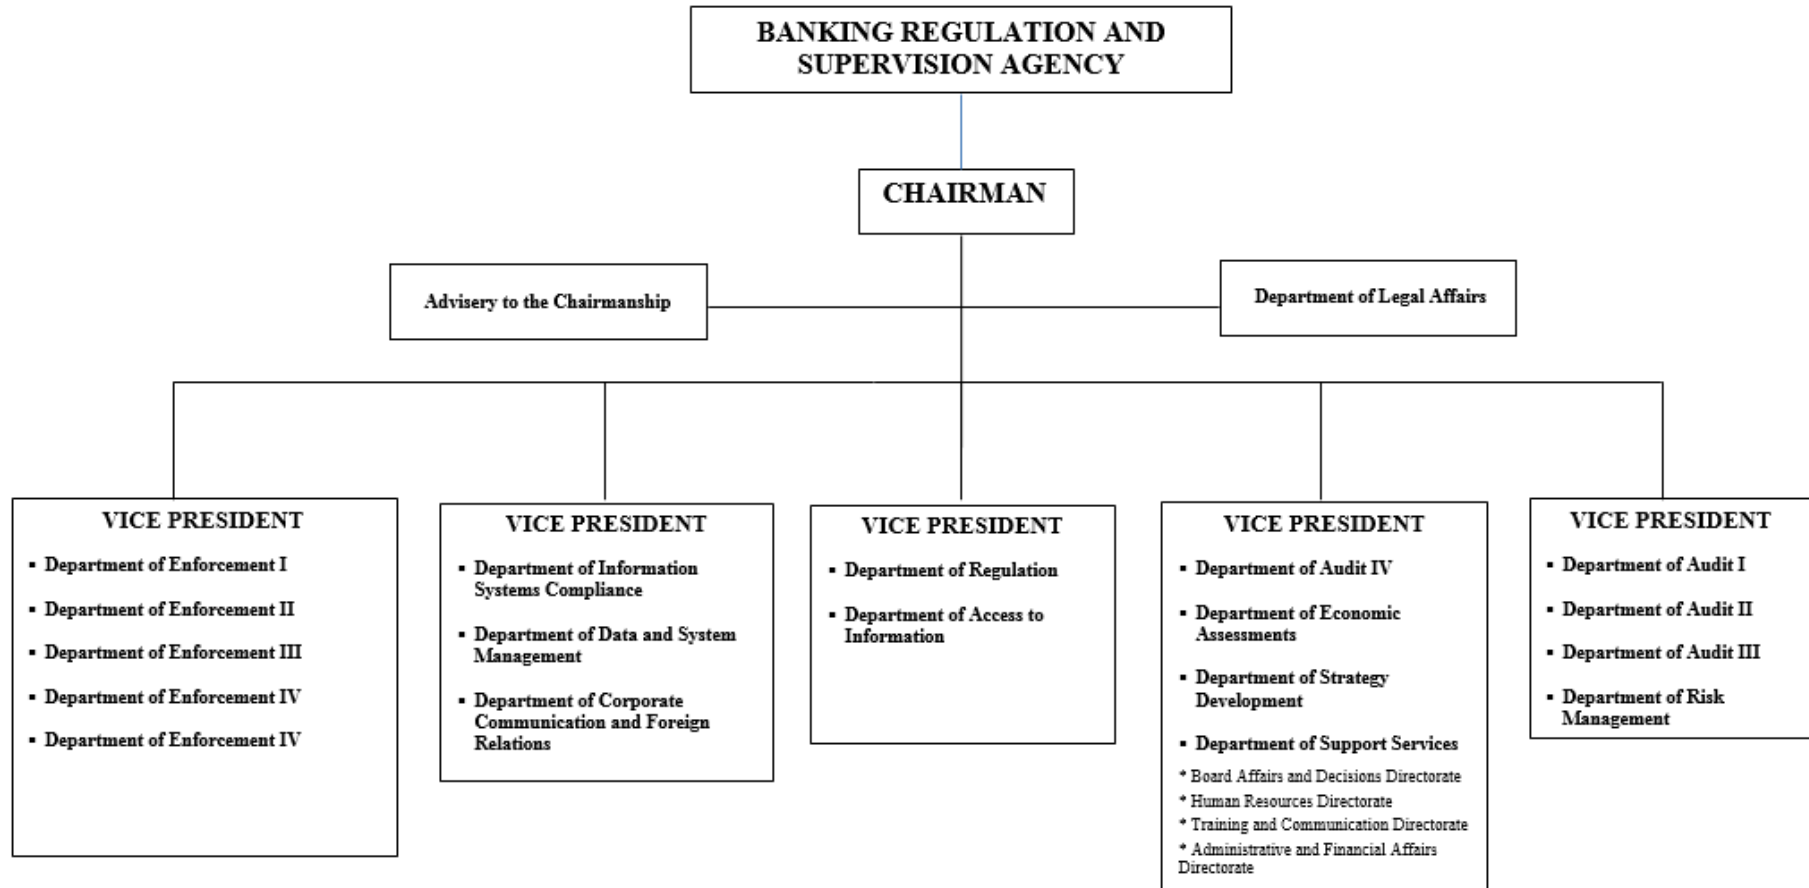 BANKING REGULATION AND
SUPERVISION AGENCY
CHAIRMAN
Advisery to the Chairmanship
Department of Legal Affairs
VICE PRESIDENT
▪ Department of Enforcement I
▪ Department of Enforcement II
▪ Department of Enforcement III
▪ Department of Enforcement IV
▪ Department of Enforcement IV
VICE PRESIDENT
▪ Department of Information
Systems Compliance
▪ Department of Data and System
Management
▪ Department of Corporate
Communication and Foreign
Relations
VICE PRESIDENT
▪ Department of Regulation
▪ Department of Access to
Information
VICE PRESIDENT
▪ Department of Audit IV
▪ Department of Economic
Assessments
▪ Department of Strategy
Development
▪ Department of Support Services
* Board Affairs and Decisions Directorate
* Human Resources Directorate
* Training and Communication Directorate
* Administrative and Financial Affairs
Directorate
VICE PRESIDENT
▪ Department of Audit I
▪ Department of Audit II
▪ Department of Audit III
▪ Department of Risk
Management